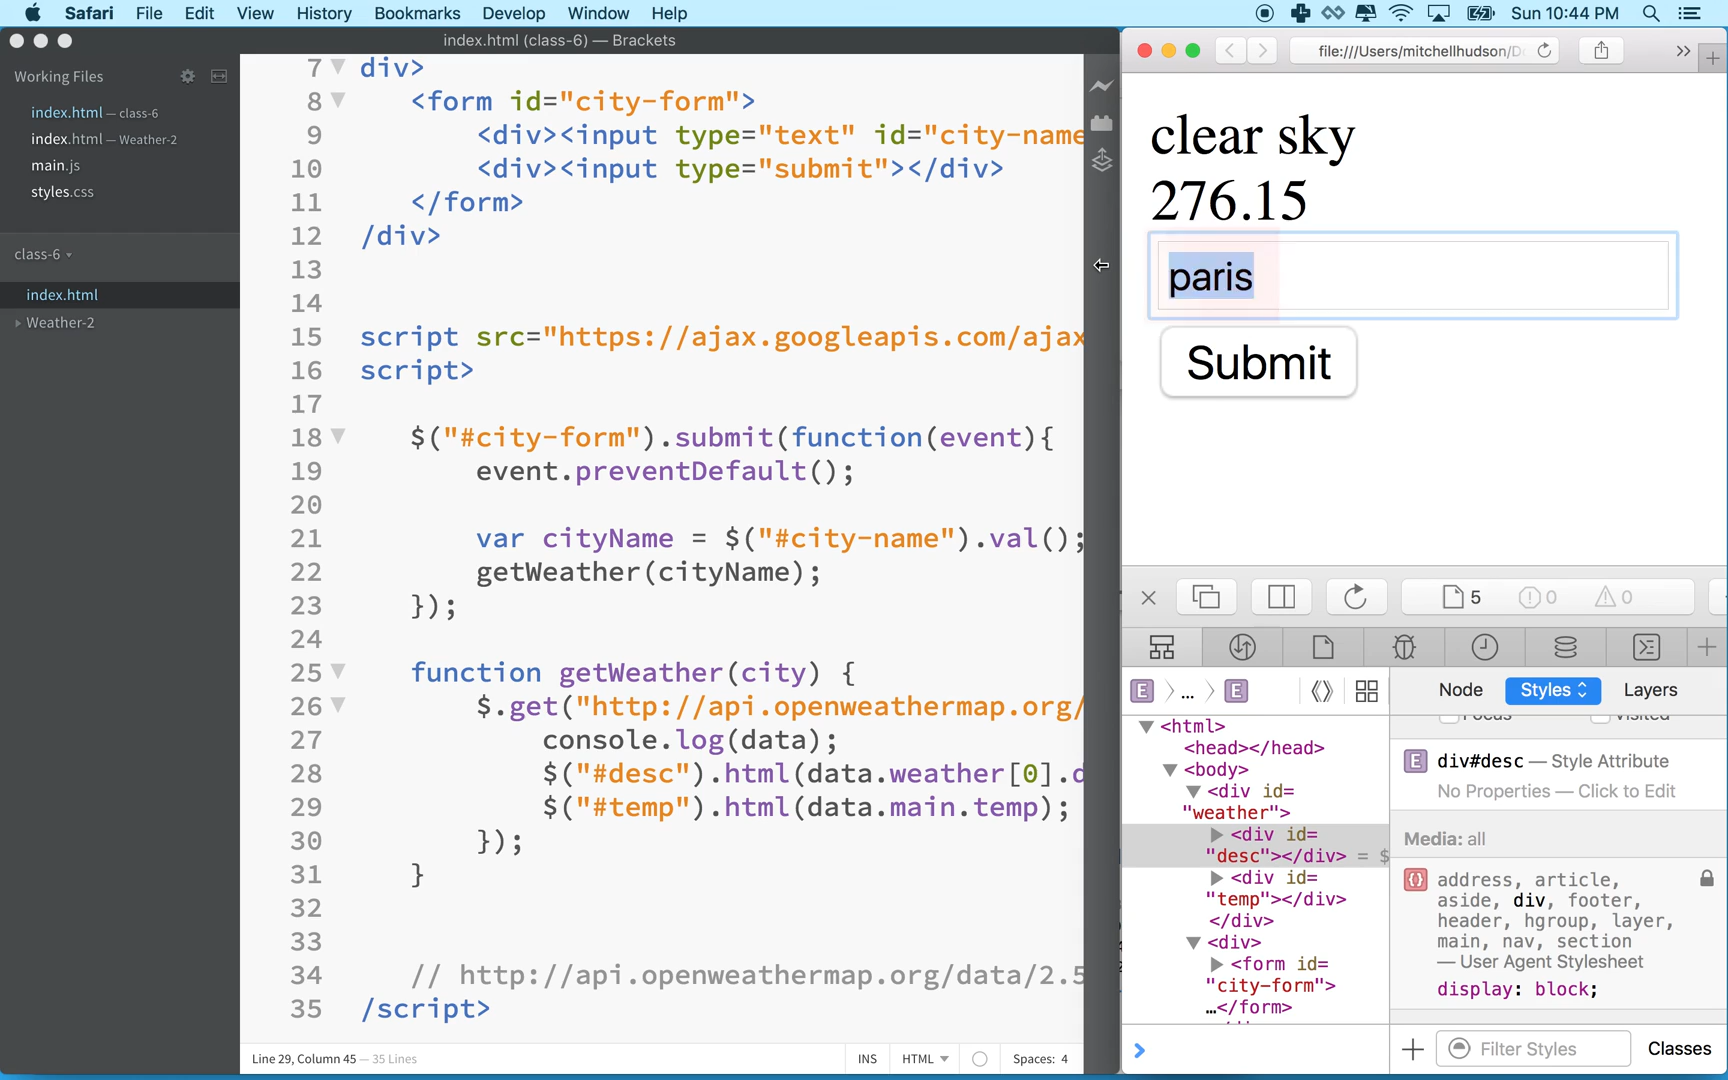 Safari File Edit View History Bookmarks Develop Window Help
Sun 10:44 PM
index.html (class-6) — Brackets
Working Files
index.html — class-6
index.html — Weather-2
main.js
styles.css
class-6
index.html
Weather-2
7 div>
8 <form id="city-form">
9 <div><input type="text" id="city-name
10 <div><input type="submit"></div>
11 </form>
12 /div>
13
14
15 script src="https://ajax.googleapis.com/ajax
16 script>
17
18 $("#city-form").submit(function(event){
19 event.preventDefault();
20
21 var cityName = $("#city-name").val();
22 getWeather(cityName);
23 });
24
25 function getWeather(city) {
26 $.get("http://api.openweathermap.org/
27 console.log(data);
28 $("#desc").html(data.weather[0].d
29 $("#temp").html(data.main.temp);
30 });
31 }
32
33
34 // http://api.openweathermap.org/data/2.5
35 /script>
Line 29, Column 45 — 35 Lines
INS HTML Spaces: 4
file:///Users/mitchellhudson/D
clear sky
276.15
paris
Submit
5 0 0
E ... E
Node Styles Layers
<html>
<head></head>
<body>
<div id=
"weather">
<div id=
"desc"></div> = $
<div id=
"temp"></div>
</div>
<div>
<form id=
"city-form">
…</form>
Focus Visited
E div#desc — Style Attribute
No Properties — Click to Edit
Media: all
address, article,
aside, div, footer,
header, hgroup, layer,
main, nav, section
— User Agent Stylesheet
display: block;
Filter Styles Classes